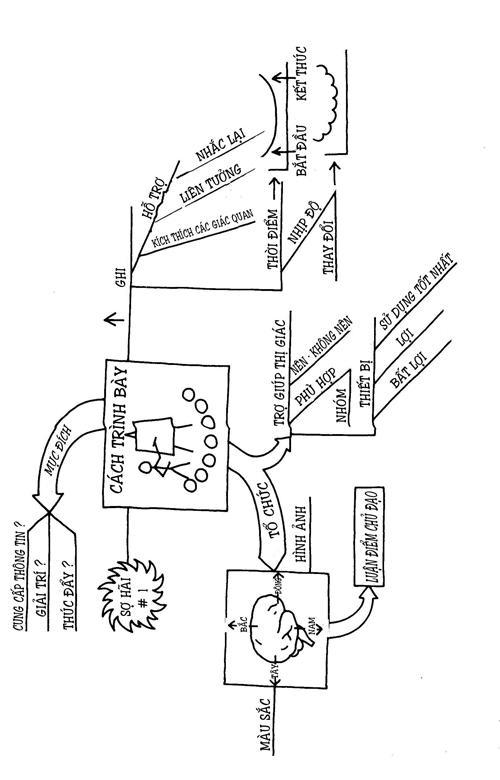 CÁCH TRÌNH BÀY
MỤC ĐÍCH
CUNG CẤP THÔNG TIN ?
GIẢI TRÍ ?
THÚC ĐẨY ?
SỢ HÃI
# 1
GHI
HỖ TRỢ
NHẮC LẠI
LIÊN TƯỞNG
KÍCH THÍCH CÁC GIÁC QUAN
THỜI ĐIỂM
NHỊP ĐỘ
THAY ĐỔI
BẮT ĐẦU
KẾT THÚC
TRỢ GIÚP THỊ GIÁC
NÊN - KHÔNG NÊN
PHÙ HỢP
NHÓM
THIẾT BỊ
SỬ DỤNG TỐT NHẤT
LỢI
BẤT LỢI
TỔ CHỨC
HÌNH ẢNH
BẮC
ĐÔNG
TÂY
NAM
MÀU SẮC
LUẬN ĐIỂM CHỦ ĐẠO